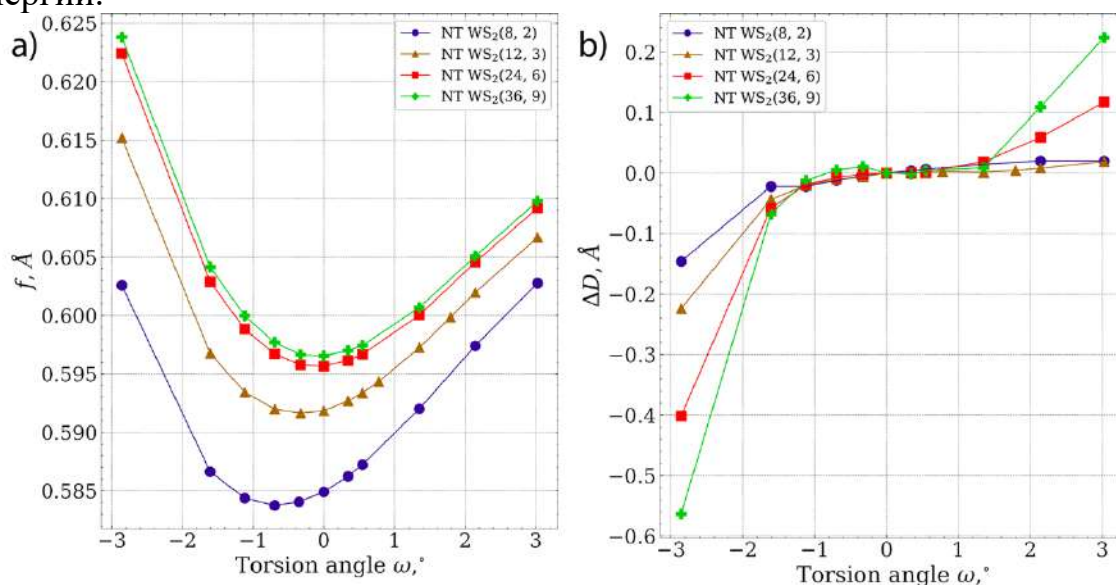 a)
NT WS₂(8, 2)
NT WS₂(12, 3)
NT WS₂(24, 6)
NT WS₂(36, 9)
f, Å
0.625
0.620
0.615
0.610
0.605
0.600
0.595
0.590
0.585
−3 −2 −1 0 1 2 3
Torsion angle ω,°
b)
NT WS₂(8, 2)
NT WS₂(12, 3)
NT WS₂(24, 6)
NT WS₂(36, 9)
ΔD, Å
0.2
0.1
0.0
−0.1
−0.2
−0.3
−0.4
−0.5
−0.6
−3 −2 −1 0 1 2 3
Torsion angle ω,°